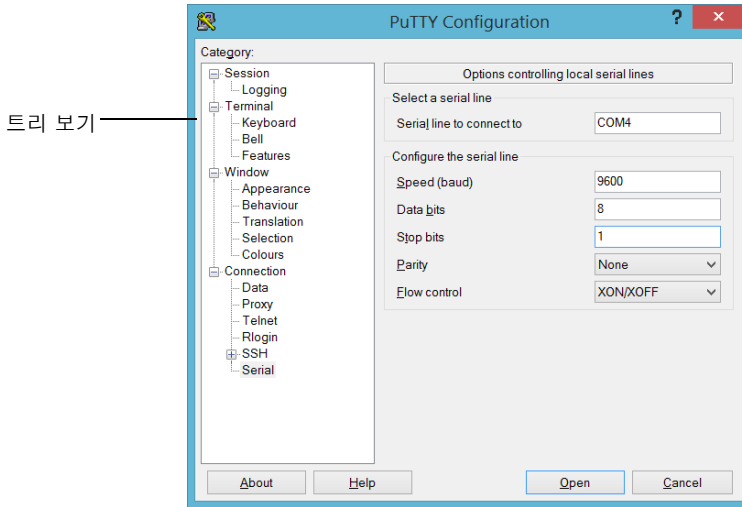 PuTTY Configuration
?
×
Category:
트리 보기
Session
Logging
Terminal
Keyboard
Bell
Features
Window
Appearance
Behaviour
Translation
Selection
Colours
Connection
Data
Proxy
Telnet
Rlogin
SSH
Serial
Options controlling local serial lines
Select a serial line
Serial line to connect to COM4
Configure the serial line
Speed (baud) 9600
Data bits 8
Stop bits 1
Parity None
Flow control XON/XOFF
About Help Open Cancel